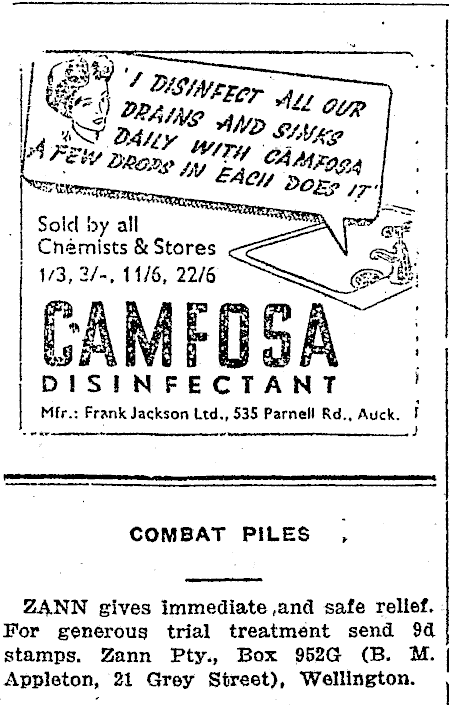 'I DISINFECT ALL OUR
DRAINS AND SINKS
DAILY WITH CAMFOSA
A FEW DROPS IN EACH DOES IT'
Sold by all
Chemists & Stores
1/3, 3/-, 11/6, 22/6
CAMFOSA
DISINFECTANT
Mfr.: Frank Jackson Ltd., 535 Parnell Rd., Auck.
COMBAT PILES
ZANN gives immediate and safe relief.
For generous trial treatment send 9d
stamps. Zann Pty., Box 952G (B. M.
Appleton, 21 Grey Street), Wellington.